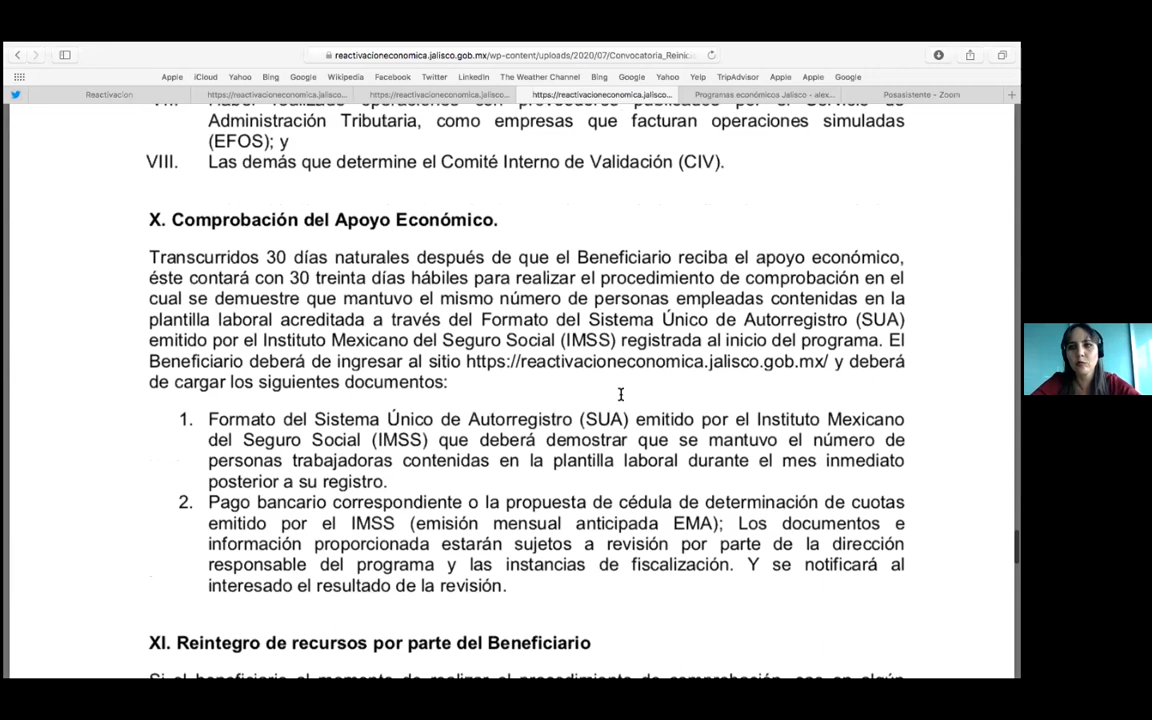 reactivacioneconomica.jalisco.gob.mx/wp-content/uploads/2020/07/Convocatoria_Reinic
Apple iCloud Yahoo Bing Google Wikipedia Facebook Twitter LinkedIn The Weather Channel Bing Google Yahoo Yelp TripAdvisor Apple Apple Google
Reactivacion https://reactivacioneconomica.jalisco... https://reactivacioneconomica.jalisco... https://reactivacioneconomica.jalisco... Programas económicos Jalisco - alex... Posasistente - Zoom
Administración Tributaria, como empresas que facturan operaciones simuladas
(EFOS); y
VIII. Las demás que determine el Comité Interno de Validación (CIV).
X. Comprobación del Apoyo Económico.
Transcurridos 30 días naturales después de que el Beneficiario reciba el apoyo económico,
éste contará con 30 treinta días hábiles para realizar el procedimiento de comprobación en el
cual se demuestre que mantuvo el mismo número de personas empleadas contenidas en la
plantilla laboral acreditada a través del Formato del Sistema Único de Autorregistro (SUA)
emitido por el Instituto Mexicano del Seguro Social (IMSS) registrada al inicio del programa. El
Beneficiario deberá de ingresar al sitio https://reactivacioneconomica.jalisco.gob.mx/ y deberá
de cargar los siguientes documentos:
1. Formato del Sistema Único de Autorregistro (SUA) emitido por el Instituto Mexicano
del Seguro Social (IMSS) que deberá demostrar que se mantuvo el número de
personas trabajadoras contenidas en la plantilla laboral durante el mes inmediato
posterior a su registro.
2. Pago bancario correspondiente o la propuesta de cédula de determinación de cuotas
emitido por el IMSS (emisión mensual anticipada EMA); Los documentos e
información proporcionada estarán sujetos a revisión por parte de la dirección
responsable del programa y las instancias de fiscalización. Y se notificará al
interesado el resultado de la revisión.
XI. Reintegro de recursos por parte del Beneficiario